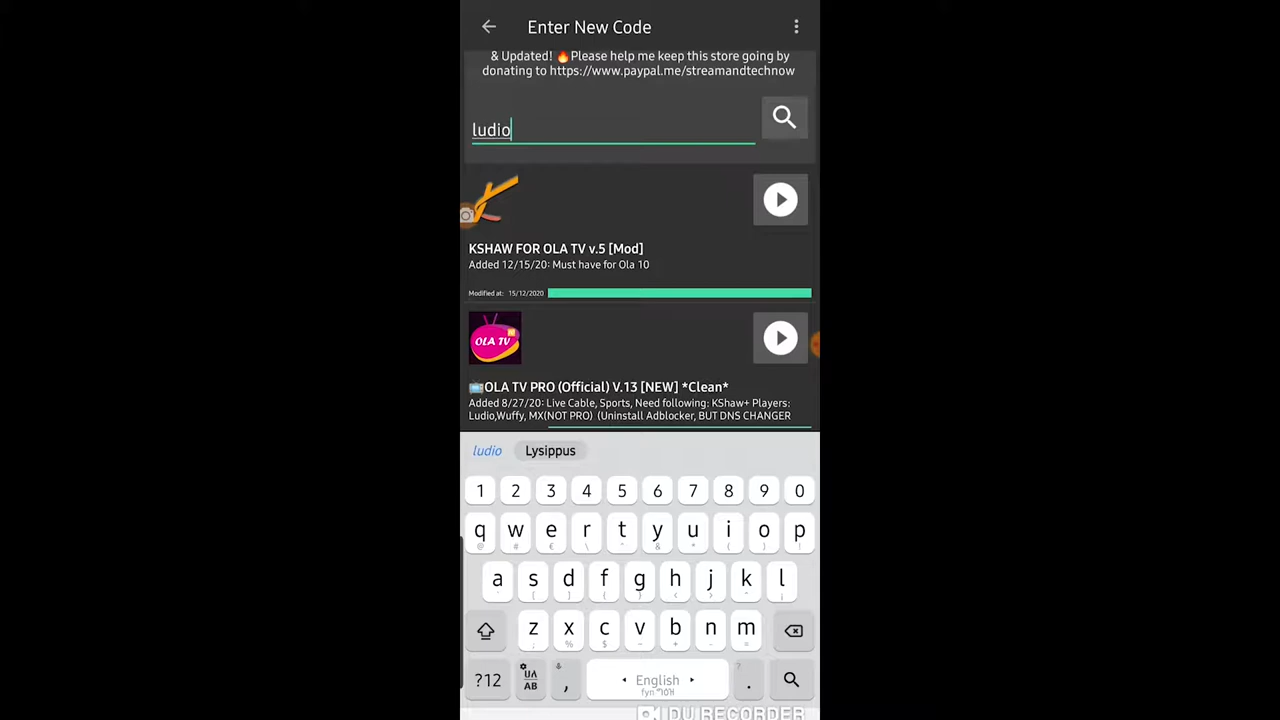 Enter New Code
& Updated! 🔥Please help me keep this store going by
donating to https://www.paypal.me/streamandtechnow
ludio
KSHAW FOR OLA TV v.5 [Mod]
Added 12/15/20: Must have for Ola 10
Modified at: 15/12/2020
OLA TV
📺OLA TV PRO (Official) V.13 [NEW] *Clean*
Added 8/27/20: Live Cable, Sports, Need following: KShaw+ Players:
Ludio,Wuffy, MX(NOT PRO) (Uninstall Adblocker, BUT DNS CHANGER
ludio Lysippus
1 2 3 4 5 6 7 8 9 0
q w e r t y u i o p
a s d f g h j k l
z x c v b n m
?12 , English .
DU RECORDER